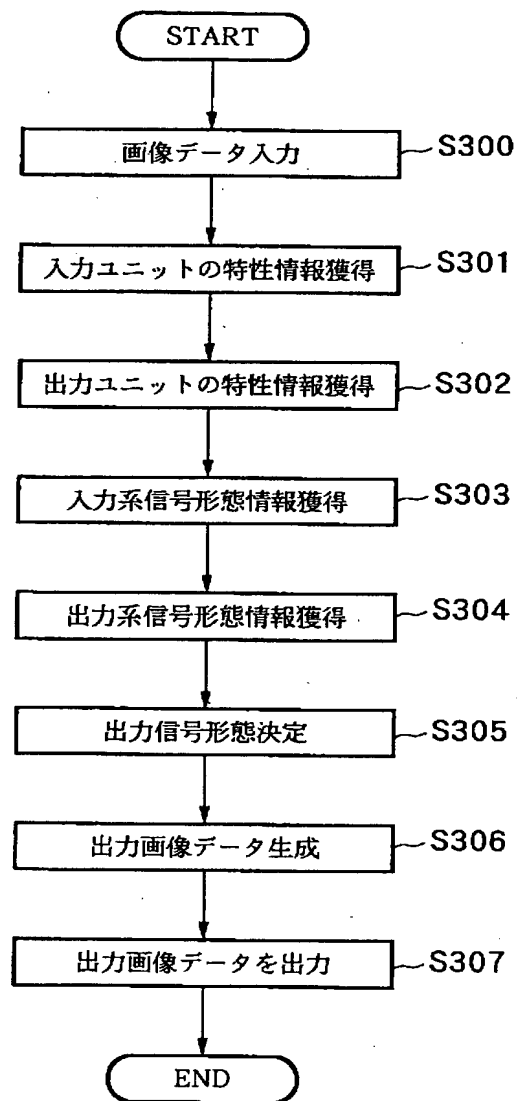 START
画像データ入力 S300
入力ユニットの特性情報獲得 S301
出力ユニットの特性情報獲得 S302
入力系信号形態情報獲得 S303
出力系信号形態情報獲得 S304
出力信号形態決定 S305
出力画像データ生成 S306
出力画像データを出力 S307
END